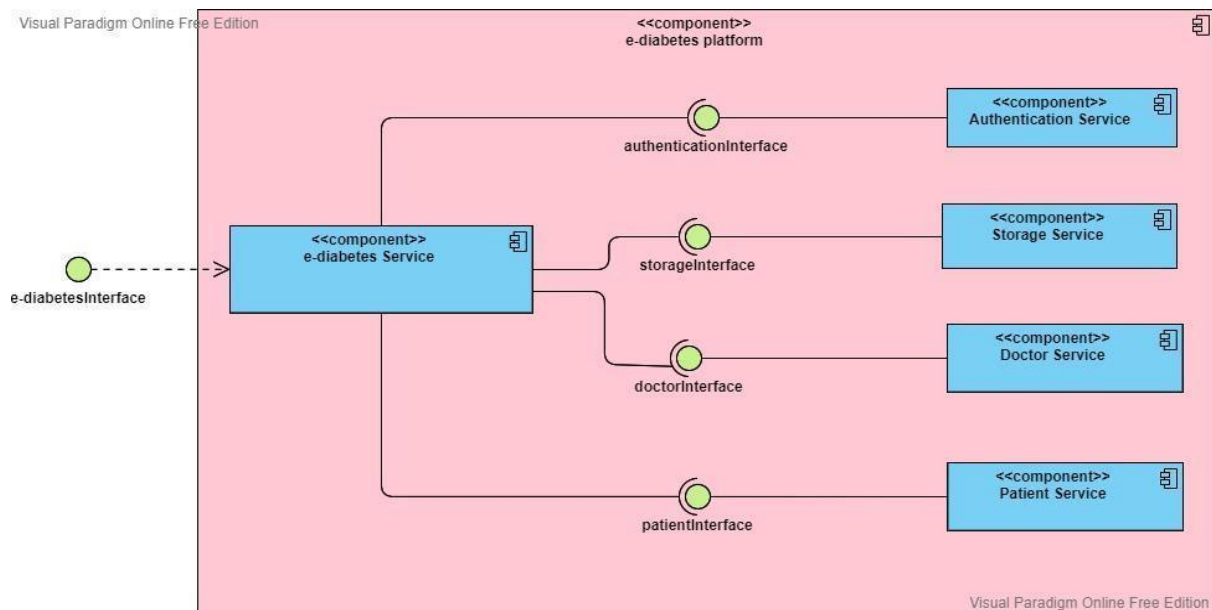 Visual Paradigm Online Free Edition
<<component>>
e-diabetes platform
<<component>>
Authentication Service
authenticationInterface
<<component>>
Storage Service
<<component>>
e-diabetes Service
storageInterface
e-diabetesInterface
<<component>>
Doctor Service
doctorInterface
<<component>>
Patient Service
patientInterface
Visual Paradigm Online Free Edition